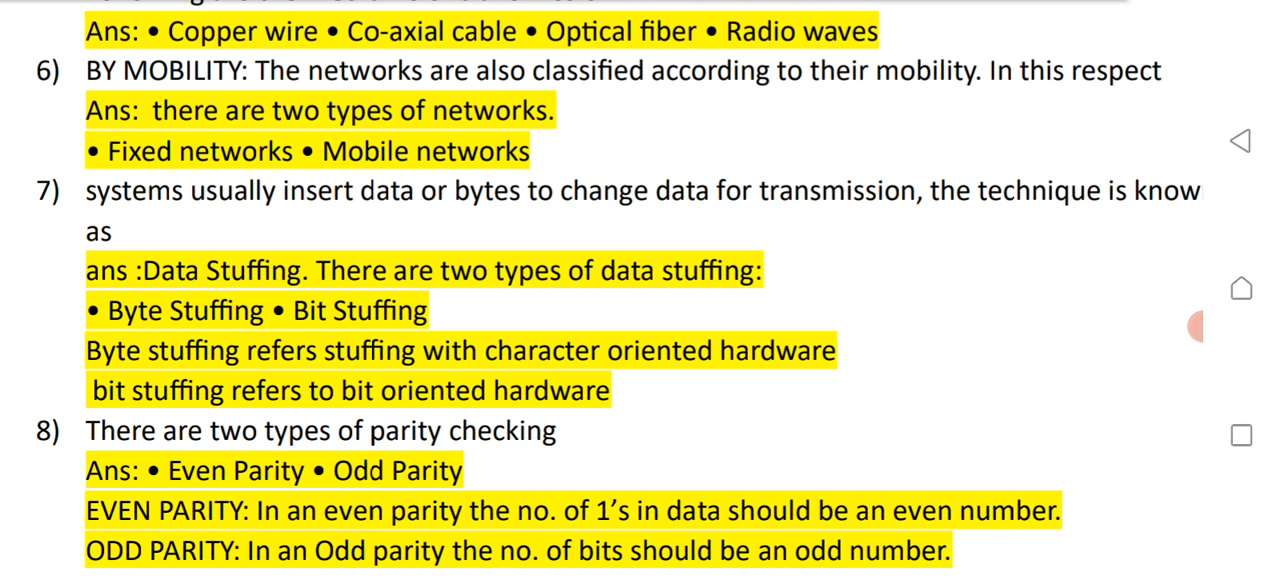 Ans: • Copper wire • Co-axial cable • Optical fiber • Radio waves
6) BY MOBILITY: The networks are also classified according to their mobility. In this respect
Ans: there are two types of networks.
• Fixed networks • Mobile networks
7) systems usually insert data or bytes to change data for transmission, the technique is know
as
ans :Data Stuffing. There are two types of data stuffing:
• Byte Stuffing • Bit Stuffing
Byte stuffing refers stuffing with character oriented hardware
bit stuffing refers to bit oriented hardware
8) There are two types of parity checking
Ans: • Even Parity • Odd Parity
EVEN PARITY: In an even parity the no. of 1’s in data should be an even number.
ODD PARITY: In an Odd parity the no. of bits should be an odd number.